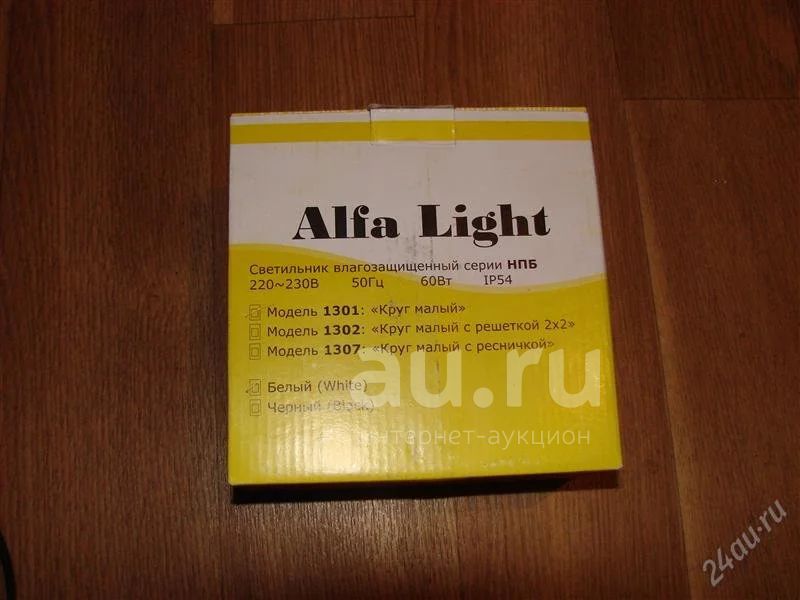 Alfa Light
Светильник влагозащищенный серии НПБ
220~230В 50Гц 60Вт IP54
Модель 1301: «Круг малый»
Модель 1302: «Круг малый с решеткой 2x2»
Модель 1307: «Круг малый с ресничкой»
Белый (White)
Черный (Black)
au.ru
интернет-аукцион
24au.ru